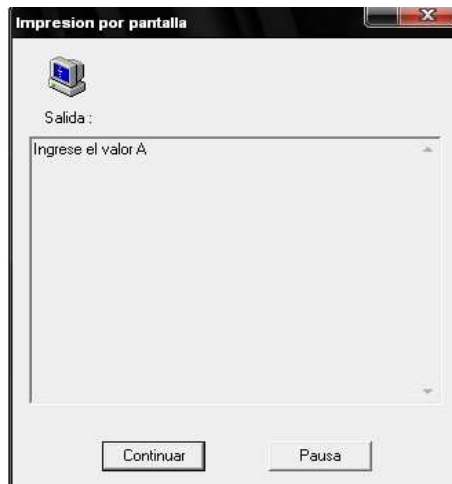 Impresion por pantalla
Salida :
Ingrese el valor A
Continuar
Pausa